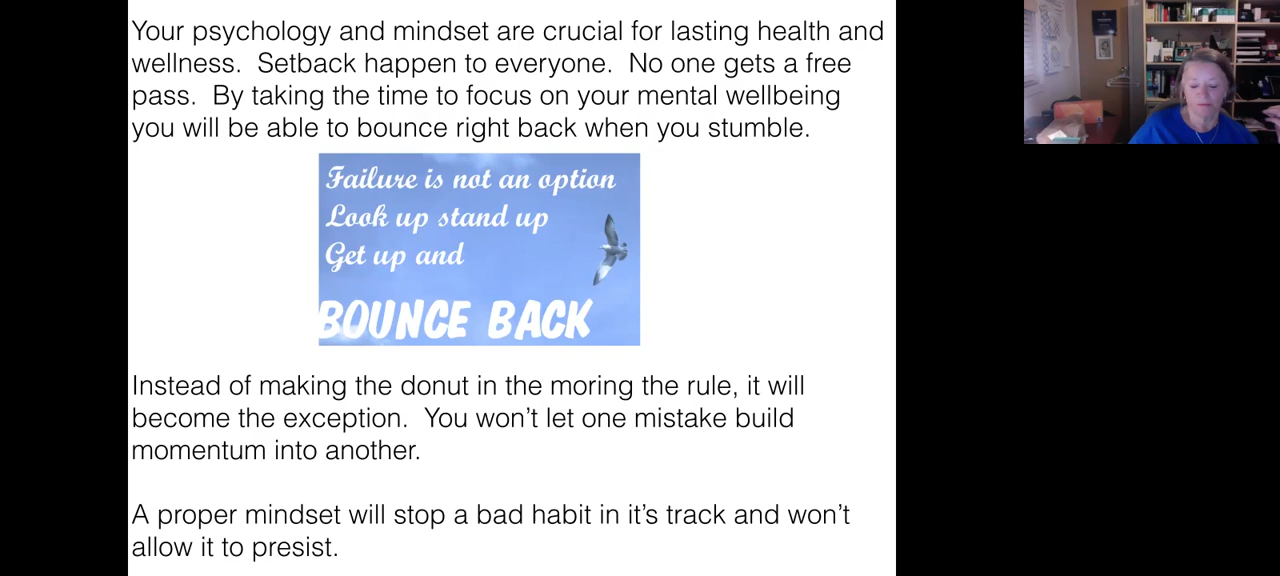 Your psychology and mindset are crucial for lasting health and
wellness.  Setback happen to everyone.  No one gets a free
pass.  By taking the time to focus on your mental wellbeing
you will be able to bounce right back when you stumble.
Failure is not an option
Look up stand up
Get up and
BOUNCE BACK
Instead of making the donut in the moring the rule, it will
become the exception.  You won't let one mistake build
momentum into another.
A proper mindset will stop a bad habit in it's track and won't
allow it to presist.